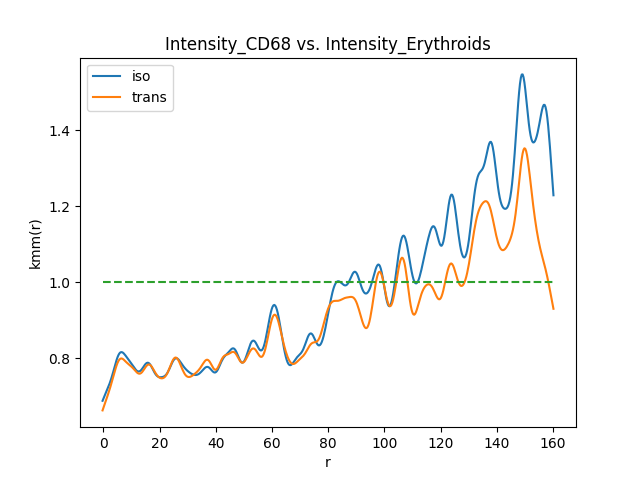 Intensity_CD68 vs. Intensity_Erythroids
iso
trans
kmm(r)
1.4
1.2
1.0
0.8
0 20 40 60 80 100 120 140 160
r